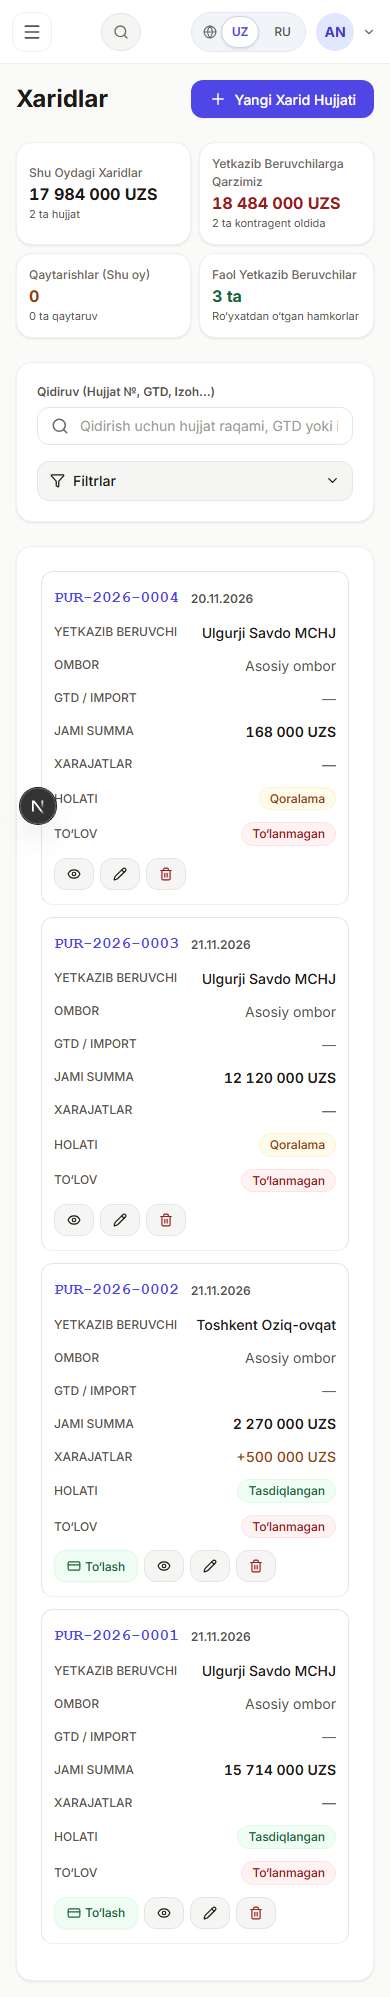 UZ RU AN
Xaridlar
Yangi Xarid Hujjati
Shu Oydagi Xaridlar
17 984 000 UZS
2 ta hujjat
Yetkazib Beruvchilarga
Qarzimiz
18 484 000 UZS
2 ta kontragent oldida
Qaytarishlar (Shu oy)
0
0 ta qaytaruv
Faol Yetkazib Beruvchilar
3 ta
Ro'yxatdan o'tgan hamkorlar
Qidiruv (Hujjat №, GTD, Izoh...)
Qidirish uchun hujjat raqami, GTD yoki i
Filtrlar
PUR-2026-0004 20.11.2026
YETKAZIB BERUVCHI Ulgurji Savdo MCHJ
OMBOR Asosiy ombor
GTD / IMPORT —
JAMI SUMMA 168 000 UZS
XARAJATLAR —
N HOLATI Qoralama
TO'LOV To'lanmagan
PUR-2026-0003 21.11.2026
YETKAZIB BERUVCHI Ulgurji Savdo MCHJ
OMBOR Asosiy ombor
GTD / IMPORT —
JAMI SUMMA 12 120 000 UZS
XARAJATLAR —
HOLATI Qoralama
TO'LOV To'lanmagan
PUR-2026-0002 21.11.2026
YETKAZIB BERUVCHI Toshkent Oziq-ovqat
OMBOR Asosiy ombor
GTD / IMPORT —
JAMI SUMMA 2 270 000 UZS
XARAJATLAR +500 000 UZS
HOLATI Tasdiqlangan
TO'LOV To'lanmagan
To'lash
PUR-2026-0001 21.11.2026
YETKAZIB BERUVCHI Ulgurji Savdo MCHJ
OMBOR Asosiy ombor
GTD / IMPORT —
JAMI SUMMA 15 714 000 UZS
XARAJATLAR —
HOLATI Tasdiqlangan
TO'LOV To'lanmagan
To'lash